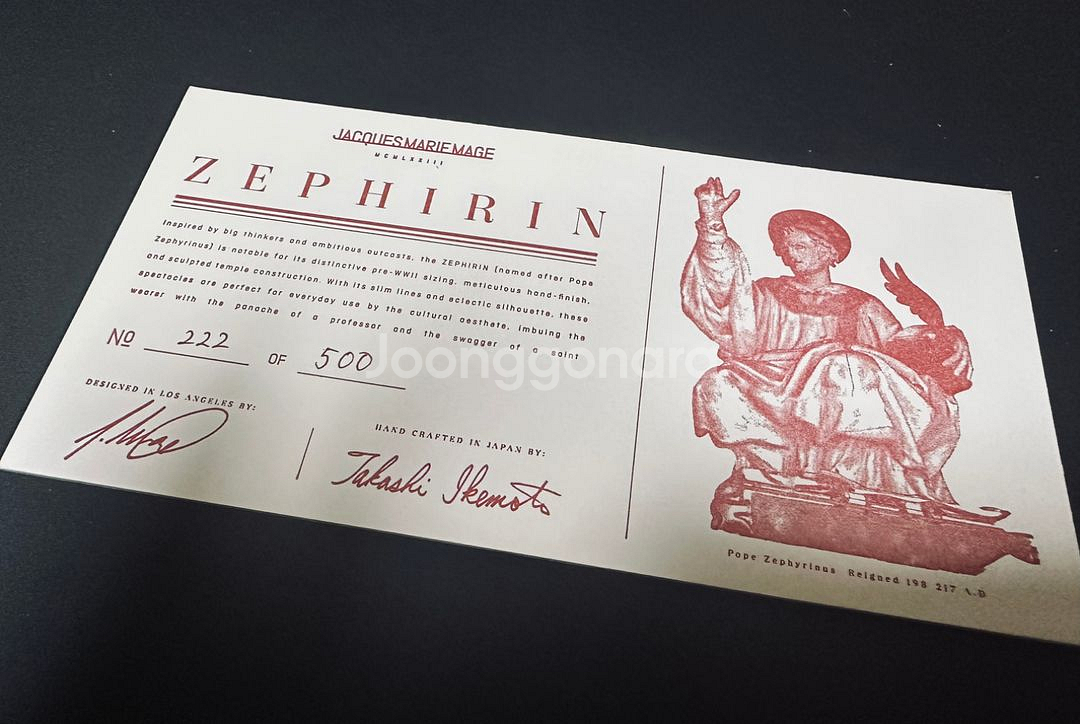 JACQUES MARIE MAGE
MCMLXXIII
ZEPHIRIN
Inspired by big thinkers and ambitious outcasts, the ZEPHIRIN (named after Pope
Zephyrinus) is notable for its distinctive pre-WWII sizing, meticulous hand-finish,
and sculpted temple construction. With its slim lines and eclectic silhouette, these
spectacles are perfect for everyday use by the cultural aesthete, imbuing the
wearer with the panache of a professor and the swagger of a saint
Nº 222 OF 500
DESIGNED IN LOS ANGELES BY:
HAND CRAFTED IN JAPAN BY:
Takashi Ikemoto
Pope Zephyrinus Reigned 198 217 A.D
Joonggonara